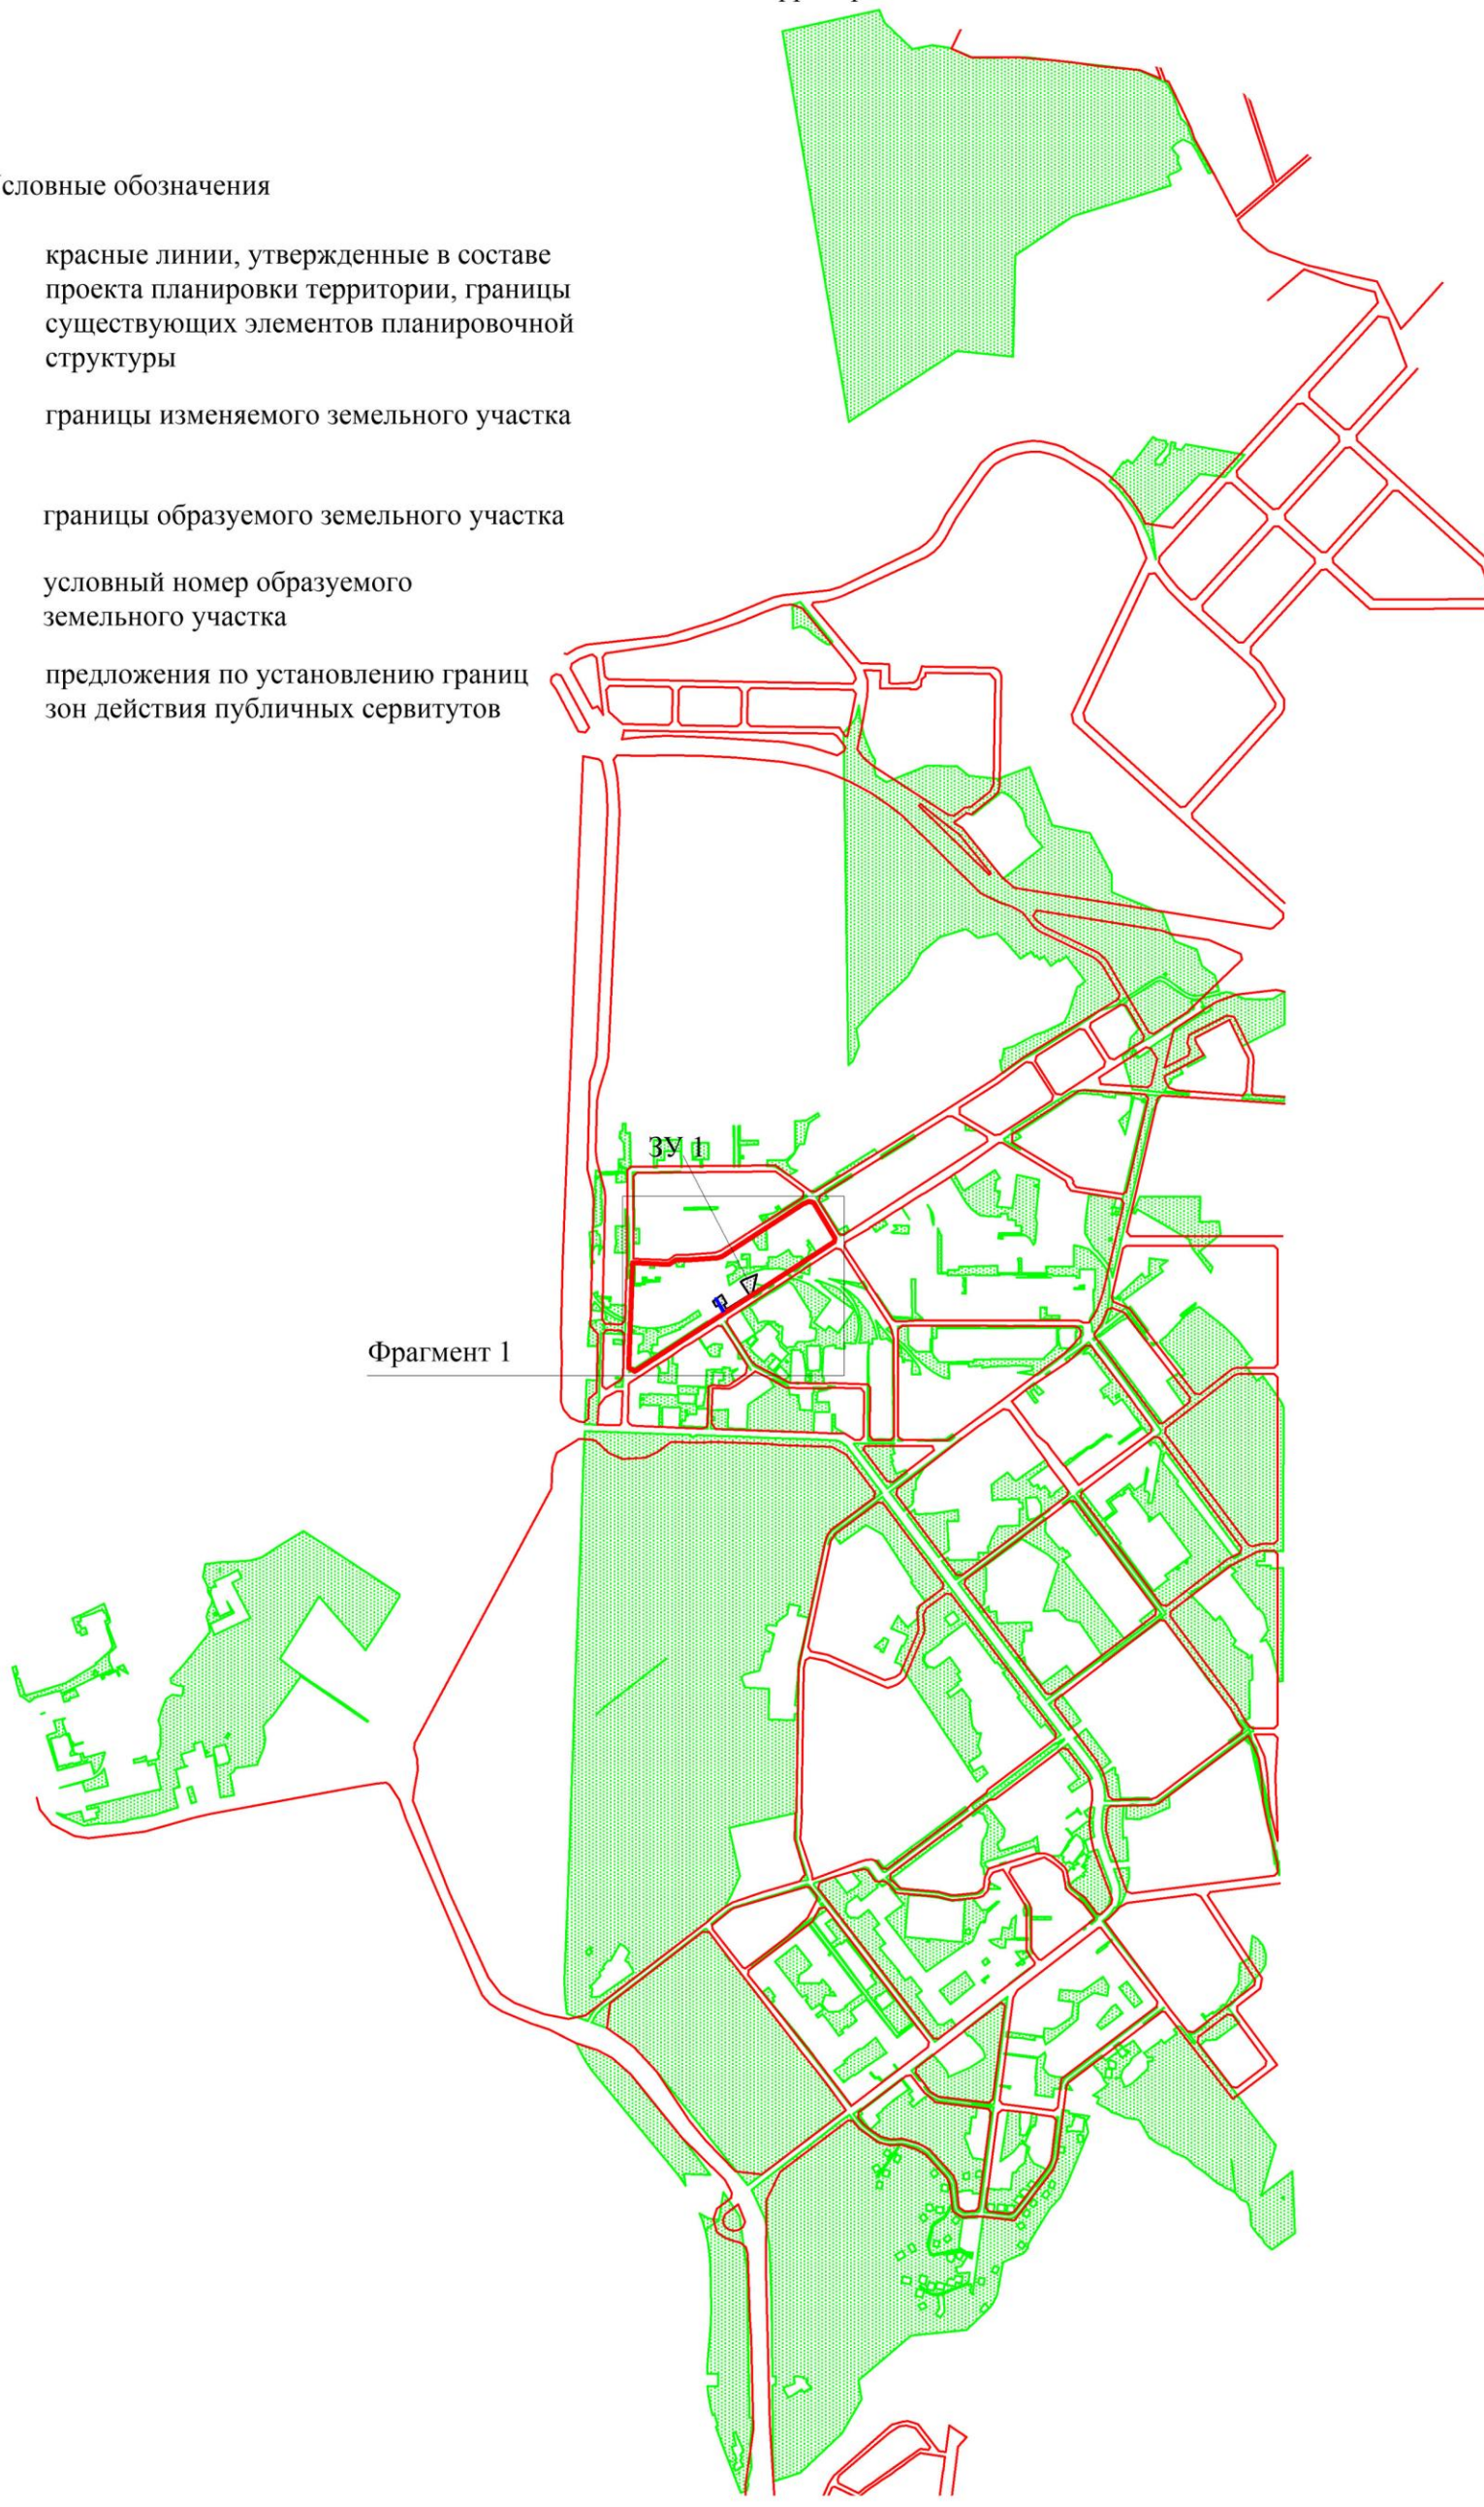 словные обозначения
красные линии, утвержденные в составе
проекта планировки территории, границы
существующих элементов планировочной
структуры
границы изменяемого земельного участка
границы образуемого земельного участка
условный номер образуемого
земельного участка
предложения по установлению границ
зон действия публичных сервитутов
ЗУ 1
Фрагмент 1